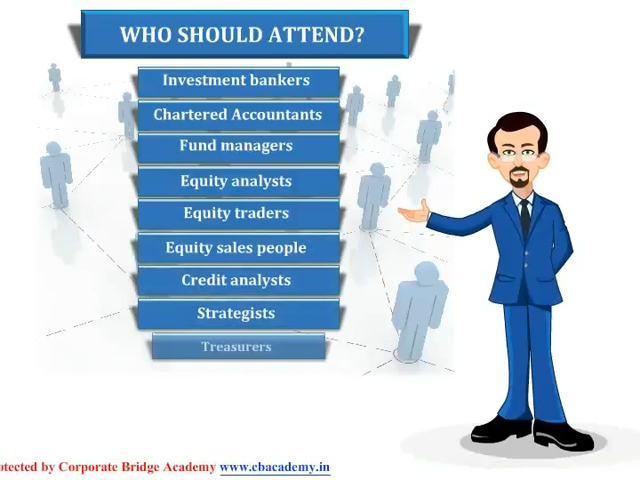 WHO SHOULD ATTEND?
Investment bankers
Chartered Accountants
Fund managers
Equity analysts
Equity traders
Equity sales people
Credit analysts
Strategists
Treasurers
otected by Corporate Bridge Academy www.cbacademy.in